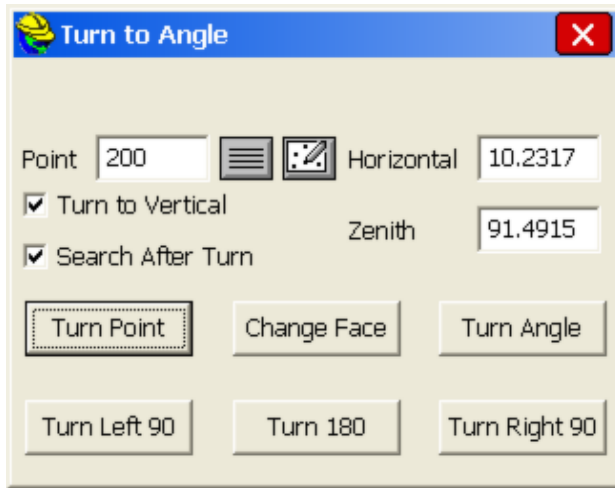 Turn to Angle
Point 200 Horizontal 10.2317
Turn to Vertical
Zenith 91.4915
Search After Turn
Turn Point Change Face Turn Angle
Turn Left 90 Turn 180 Turn Right 90